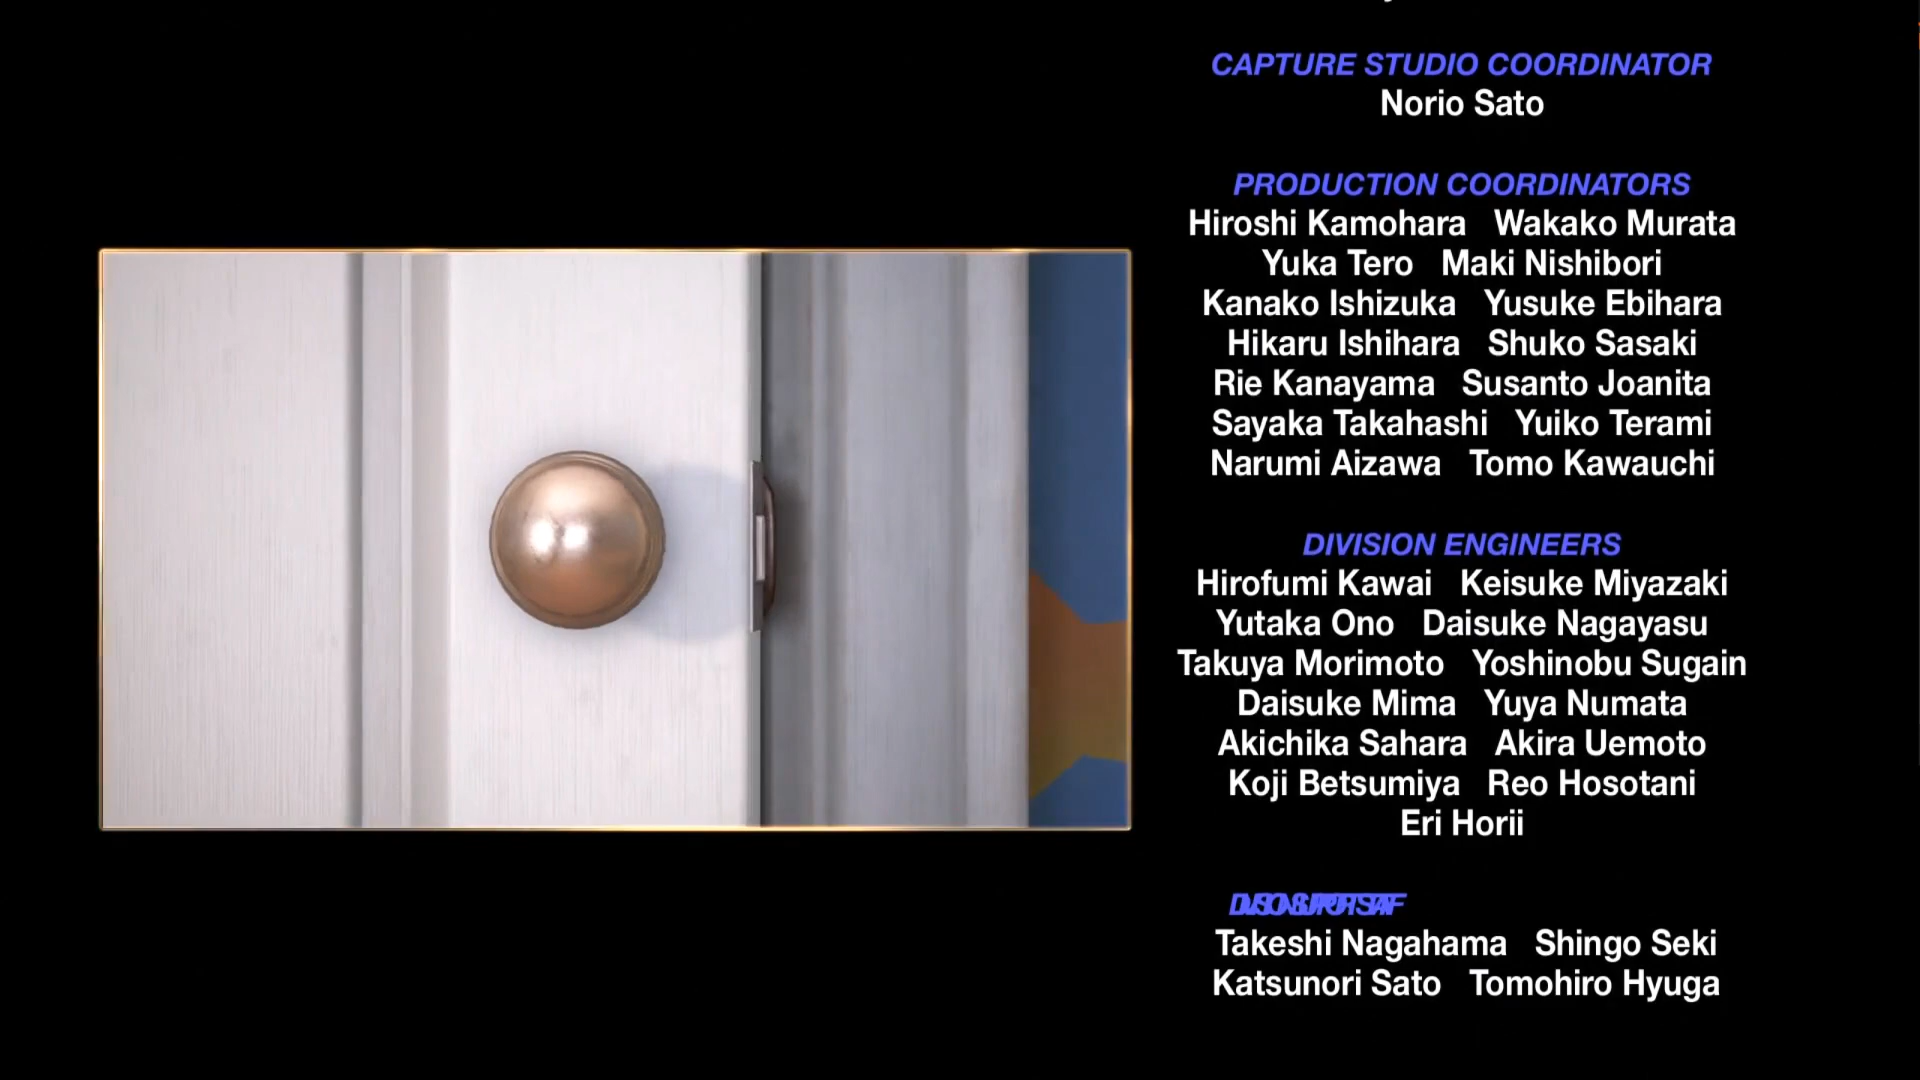 CAPTURE STUDIO COORDINATOR
Norio Sato
PRODUCTION COORDINATORS
Hiroshi Kamohara Wakako Murata
Yuka Tero Maki Nishibori
Kanako Ishizuka Yusuke Ebihara
Hikaru Ishihara Shuko Sasaki
Rie Kanayama Susanto Joanita
Sayaka Takahashi Yuiko Terami
Narumi Aizawa Tomo Kawauchi
DIVISION ENGINEERS
Hirofumi Kawai Keisuke Miyazaki
Yutaka Ono Daisuke Nagayasu
Takuya Morimoto Yoshinobu Sugain
Daisuke Mima Yuya Numata
Akichika Sahara Akira Uemoto
Koji Betsumiya Reo Hosotani
Eri Horii
DIVISION SUPPORT STAFF
Takeshi Nagahama Shingo Seki
Katsunori Sato Tomohiro Hyuga